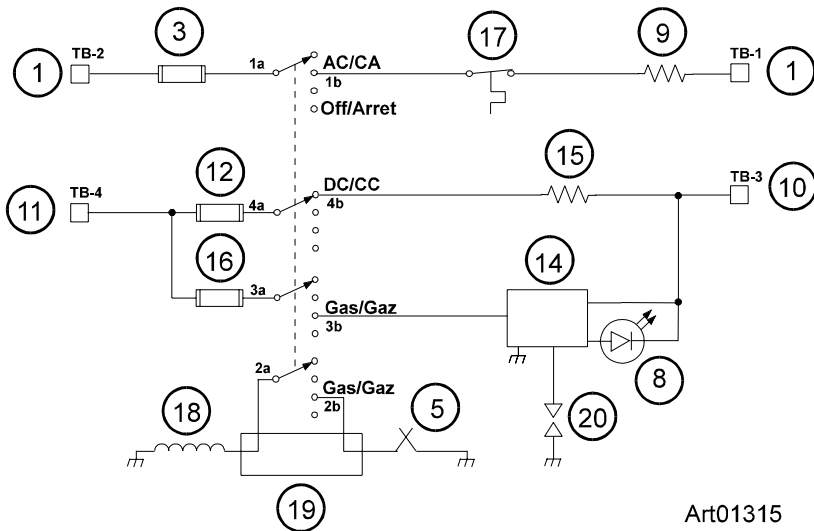 3
17
9
1
TB-2
1a
AC/CA
1b
TB-1
1
Off/Arret
12
15
11
TB-4
4a
DC/CC
4b
TB-3
10
16
3a
14
Gas/Gaz
3b
2a
Gas/Gaz
2b
8
18
5
20
19
Art01315